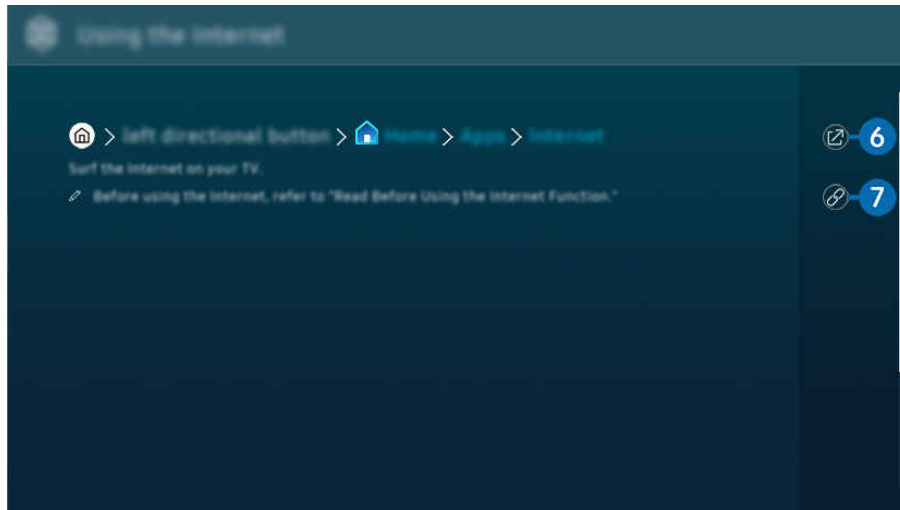 Using the Internet
> left directional button > Home > Apps > Internet
6
Surf the Internet on your TV.
Before using the Internet, refer to "Read Before Using the Internet Function."
7